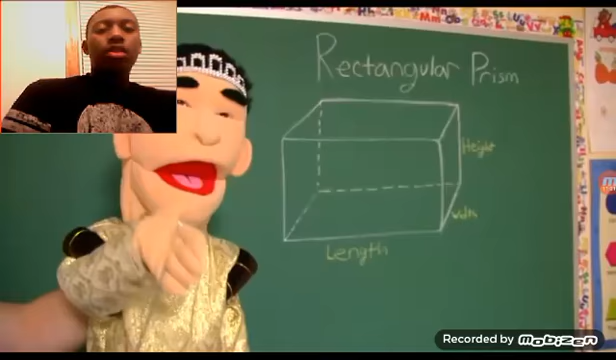 Rectangular Prism
Height
Width
Length
Recorded by mobizen